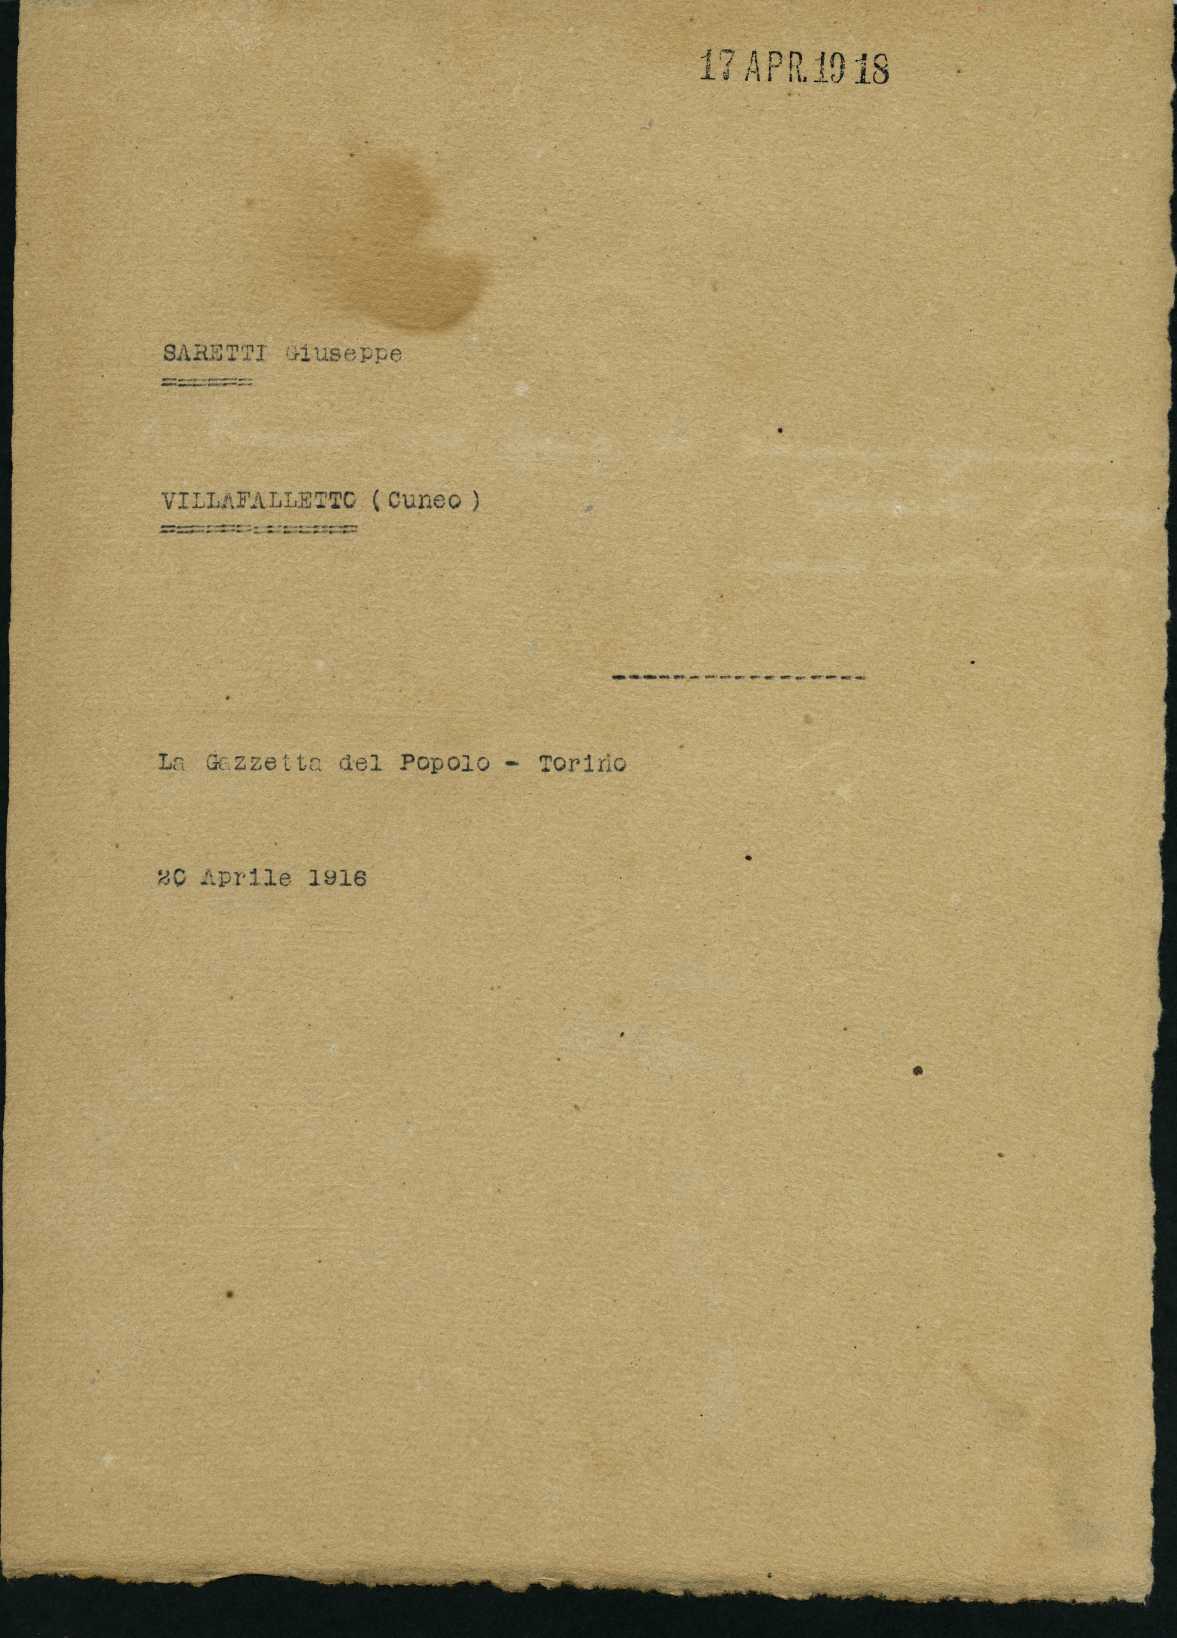 17 APR. 1918
SARETTI Giuseppe
VILLAFALLETTO (Cuneo)
La Gazzetta del Popolo - Torino
20 Aprile 1916